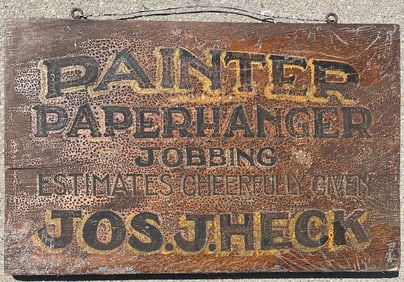 PAINTER
PAPERHANGER
JOBBING
ESTIMATES CHEERFULLY GIVEN
JOS. J. HECK